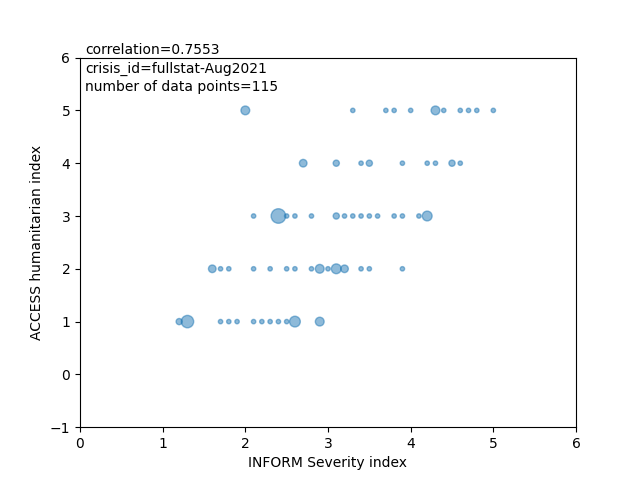 correlation=0.7553
crisis_id=fullstat-Aug2021
number of data points=115
6
5
4
3
2
1
0
−1
ACCESS humanitarian index
0 1 2 3 4 5 6
INFORM Severity index